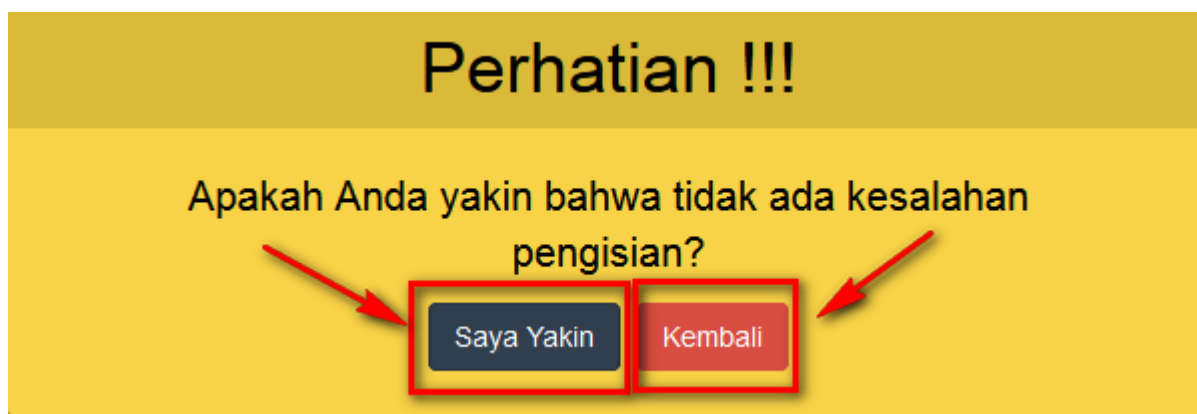 Perhatian !!!
Apakah Anda yakin bahwa tidak ada kesalahan
pengisian?
Saya Yakin
Kembali